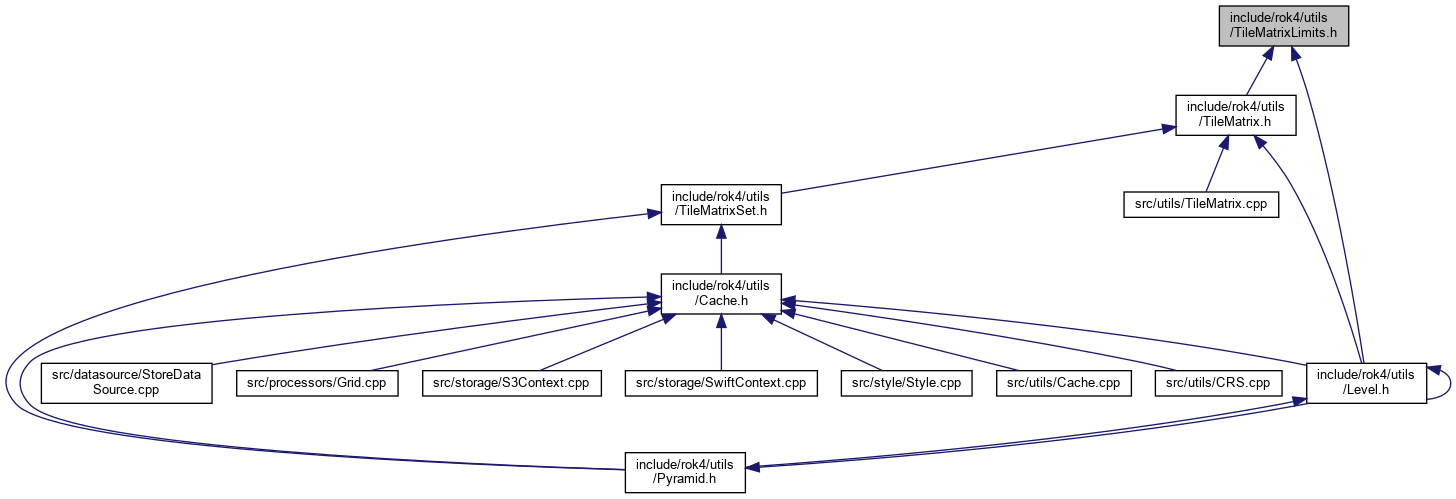 include/rok4/utils
/TileMatrixLimits.h
include/rok4/utils
/TileMatrix.h
include/rok4/utils
/TileMatrixSet.h
src/utils/TileMatrix.cpp
include/rok4/utils
/Cache.h
src/datasource/StoreData
Source.cpp
src/processors/Grid.cpp
src/storage/S3Context.cpp
src/storage/SwiftContext.cpp
src/style/Style.cpp
src/utils/Cache.cpp
src/utils/CRS.cpp
include/rok4/utils
/Level.h
include/rok4/utils
/Pyramid.h